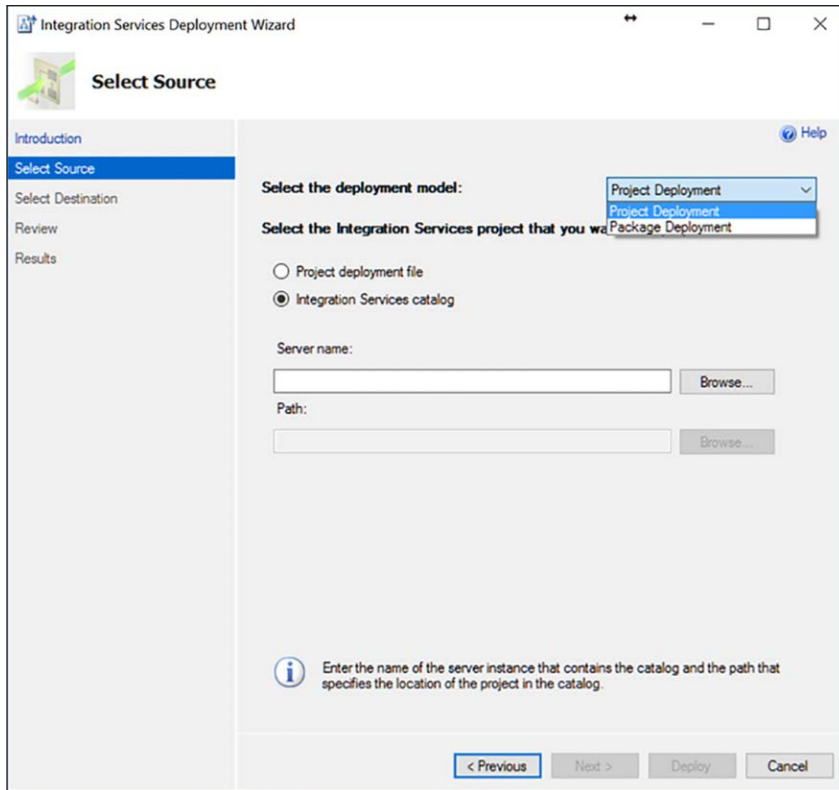 Integration Services Deployment Wizard
Select Source
Help
Introduction
Select Source
Select Destination
Review
Results
Select the deployment model:
Project Deployment
Project Deployment
Package Deployment
Select the Integration Services project that you wa
Project deployment file
Integration Services catalog
Server name:
Browse...
Path:
Browse...
Enter the name of the server instance that contains the catalog and the path that
specifies the location of the project in the catalog.
< Previous
Next >
Deploy
Cancel